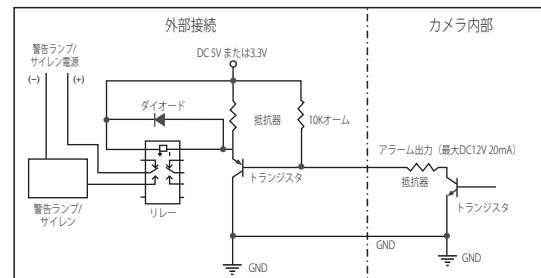 外部接続
カメラ内部
警告ランプ/
サイレン電源
(−)
(+)
DC 5V または3.3V
ダイオード
抵抗器
10Kオーム
アラーム出力（最大DC12V 20mA）
抵抗器
トランジスタ
トランジスタ
リレー
警告ランプ/
サイレン
GND
GND
GND